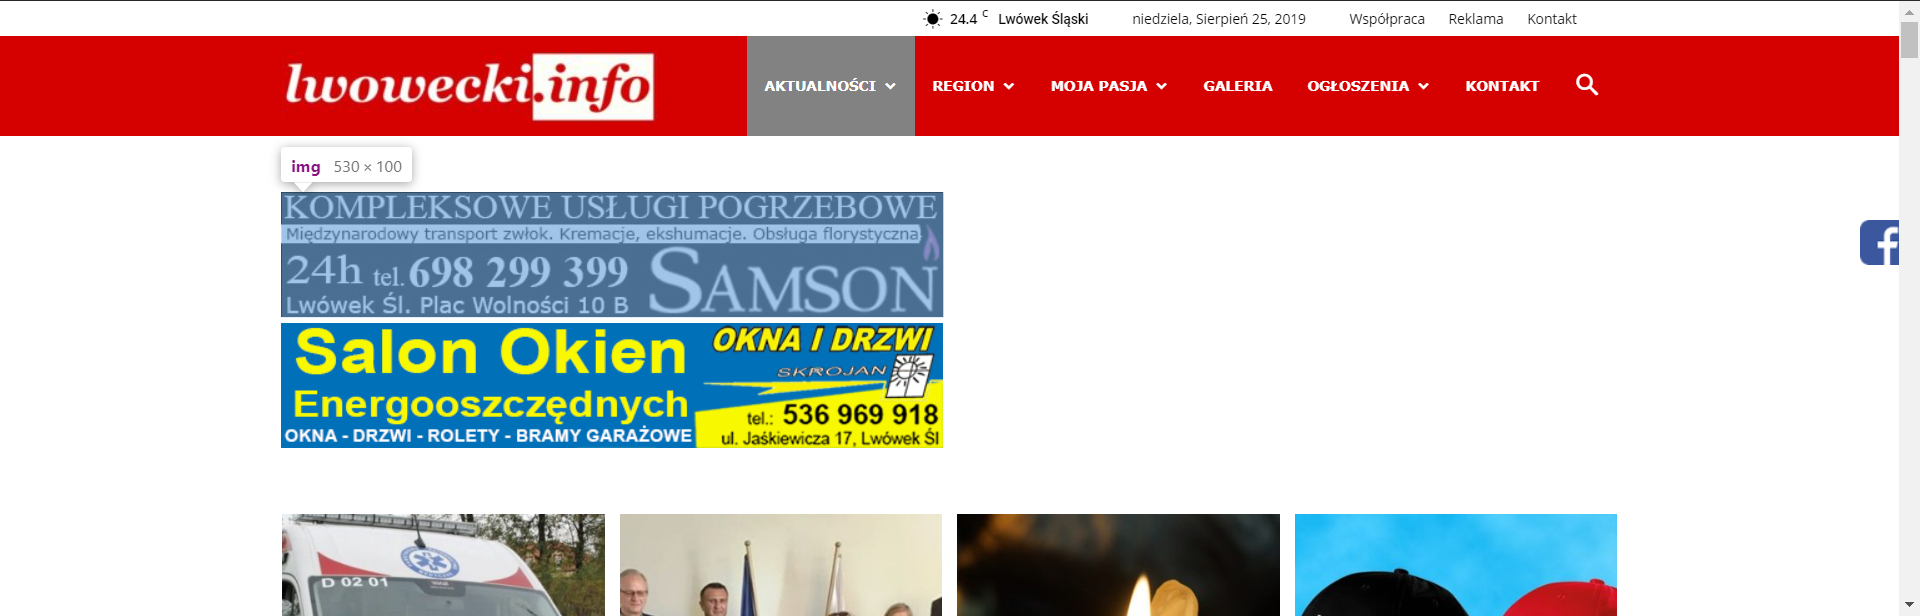 24.4 C Lwówek Śląski niedziela, Sierpień 25, 2019 Współpraca Reklama Kontakt
lwowecki.info
AKTUALNOŚCI REGION MOJA PASJA GALERIA OGŁOSZENIA KONTAKT
img 530 × 100
KOMPLEKSOWE USŁUGI POGRZEBOWE
Międzynarodowy transport zwłok. Kremacje, ekshumacje. Obsługa florystyczna
24h tel. 698 299 399
Lwówek Śl. Plac Wolności 10 B
SAMSON
f
Salon Okien
Energooszczędnych
OKNA - DRZWI - ROLETY - BRAMY GARAŻOWE
OKNA I DRZWI
SKROJAN
tel.: 536 969 918
ul. Jaśkiewicza 17, Lwówek Śl
D 02 01